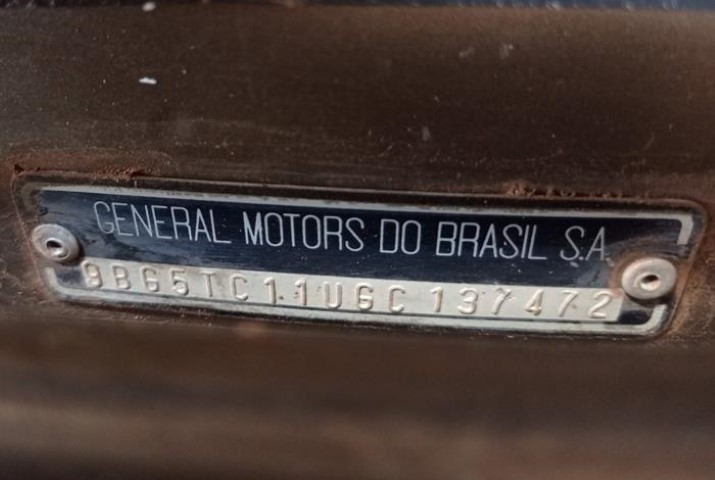 GENERAL MOTORS DO BRASIL S.A.
9BG5TC11UGC137472